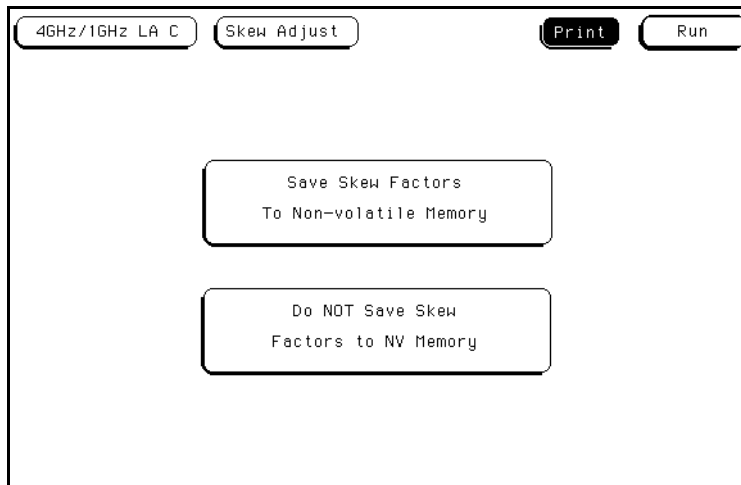 4GHz/1GHz LA C Skew Adjust Print Run
Save Skew Factors
To Non-volatile Memory
Do NOT Save Skew
Factors to NV Memory